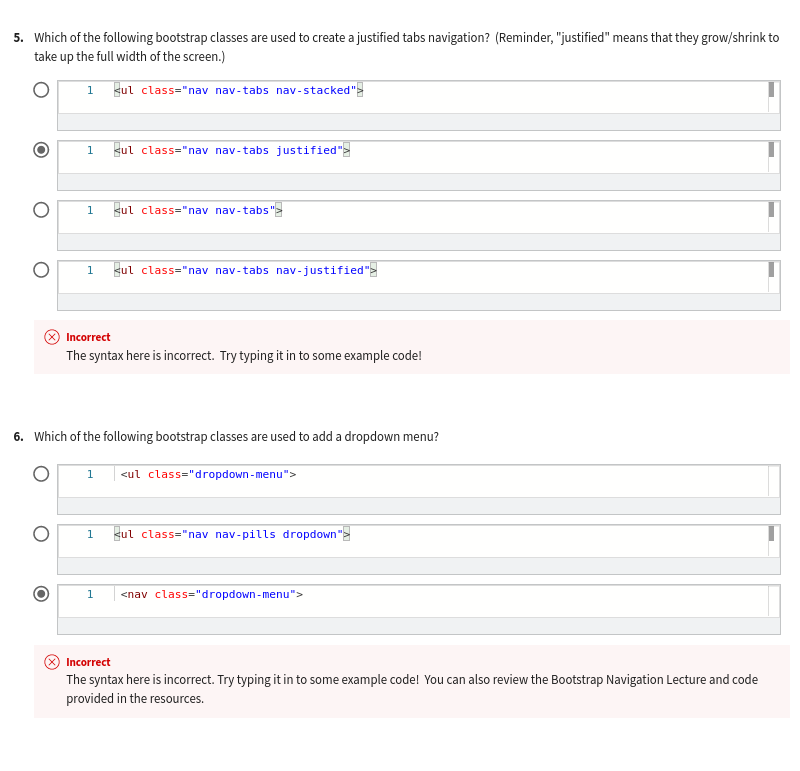 5. Which of the following bootstrap classes are used to create a justified tabs navigation?  (Reminder, "justified" means that they grow/shrink to
take up the full width of the screen.)
1 <ul class="nav nav-tabs nav-stacked">
1 <ul class="nav nav-tabs justified">
1 <ul class="nav nav-tabs">
1 <ul class="nav nav-tabs nav-justified">
Incorrect
The syntax here is incorrect.  Try typing it in to some example code!
6. Which of the following bootstrap classes are used to add a dropdown menu?
1 <ul class="dropdown-menu">
1 <ul class="nav nav-pills dropdown">
1 <nav class="dropdown-menu">
Incorrect
The syntax here is incorrect. Try typing it in to some example code!  You can also review the Bootstrap Navigation Lecture and code
provided in the resources.